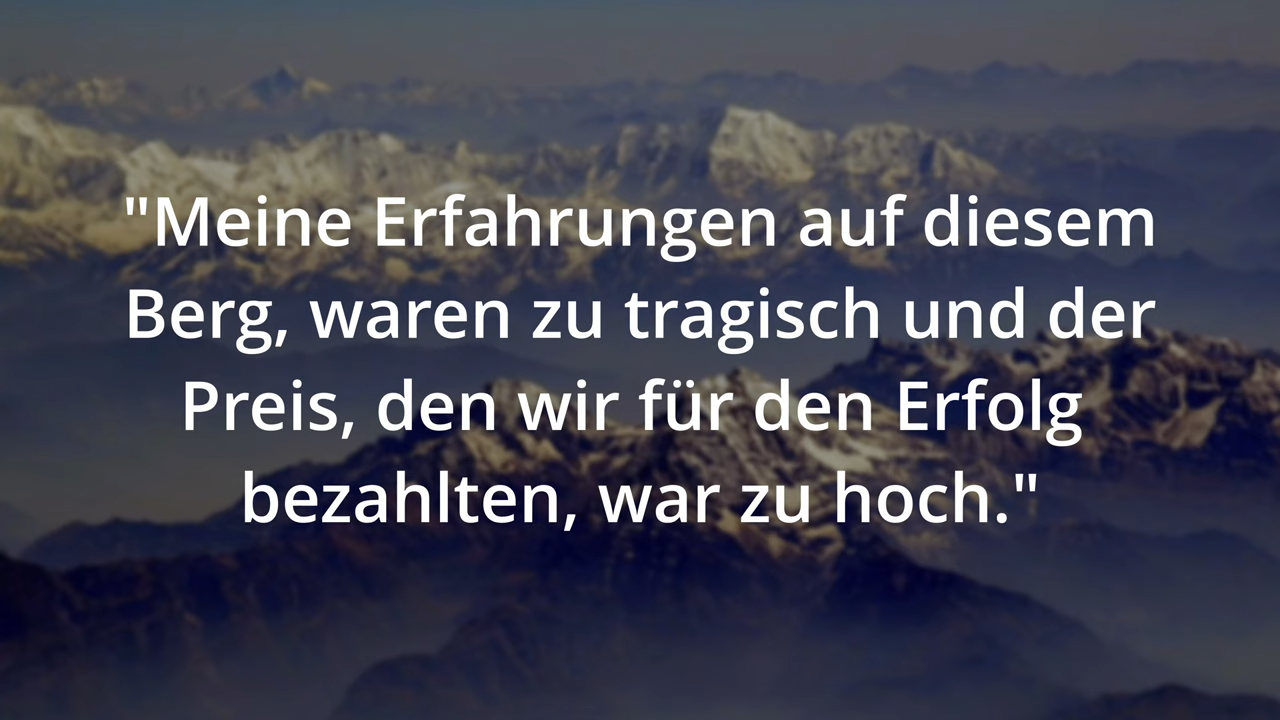 "Meine Erfahrungen auf diesem
Berg, waren zu tragisch und der
Preis, den wir für den Erfolg
bezahlten, war zu hoch."